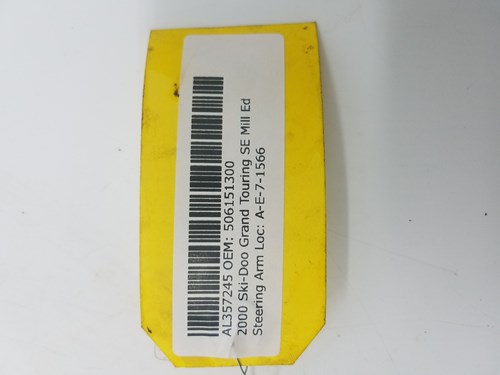 AL357245 OEM: 506151300
2000 Ski-Doo Grand Touring SE Mill Ed
Steering Arm Loc: A-E-7-1566